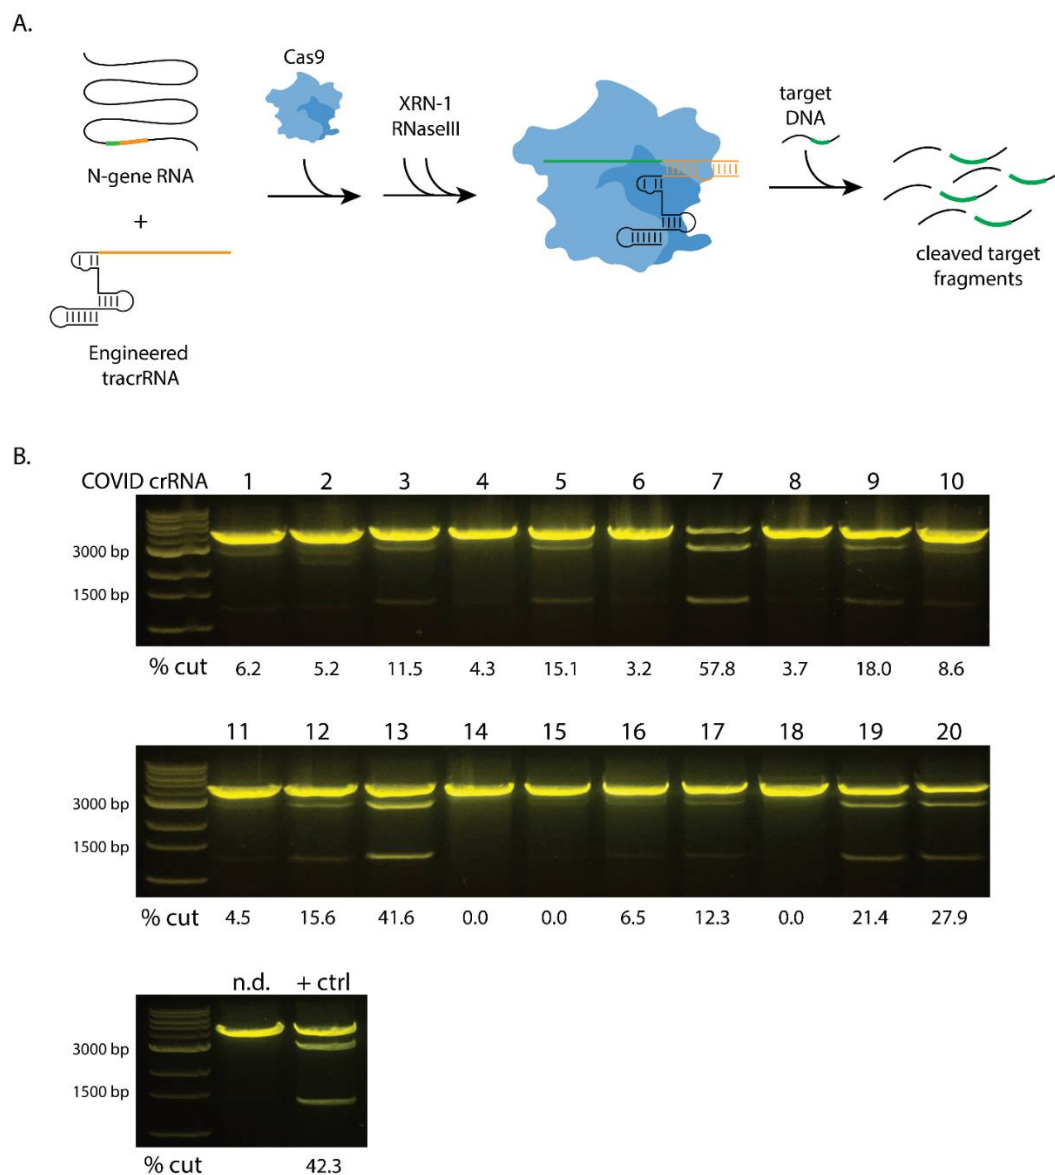 A.
Cas9
XRN-1
RNaseIII
target
DNA
N-gene RNA
+
Engineered
tracrRNA
cleaved target
fragments
B.
COVID crRNA 1 2 3 4 5 6 7 8 9 10
3000 bp
1500 bp
% cut 6.2 5.2 11.5 4.3 15.1 3.2 57.8 3.7 18.0 8.6
11 12 13 14 15 16 17 18 19 20
3000 bp
1500 bp
% cut 4.5 15.6 41.6 0.0 0.0 6.5 12.3 0.0 21.4 27.9
n.d. + ctrl
3000 bp
1500 bp
% cut 42.3